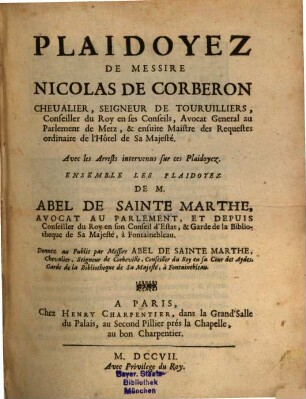 PLAIDOYEZ
DE MESSIRE
NICOLAS DE CORBERON
CHEUALIER, SEIGNEUR DE TOURUILLIERS,
Conseiller du Roy en ses Conseils, Avocat General au
Parlement de Metz, & ensuite Maistre des Requestes
ordinaire de l'Hôtel de Sa Majesté.
Avec les Arrests intervenus sur ces Plaidoyez.
ENSEMBLE LES PLAIDOYEZ
DE M.
ABEL DE SAINTE MARTHE,
AVOCAT AU PARLEMENT, ET DEPUIS
Conseiller du Roy en son Conseil d'Estat, & Garde de la Biblio-
theque de Sa Majesté, à Fontainebleau.
Donnez au Public par Messire ABEL DE SAINTE MARTHE,
Chevalier, Seigneur de Corbeville, Conseiller du Roy en sa Cour des Aydes,
Garde de la Bibliotheque de Sa Majesté, à Fontainebleau.
A PARIS,
Chez HENRY CHARPENTIER, dans la Grand'Salle
du Palais, au Second Pillier prés la Chapelle,
au bon Charpentier.
M. DCCVII.
Avec Privilege du Roy.
Bayer. Staats-
Bibliothek
München